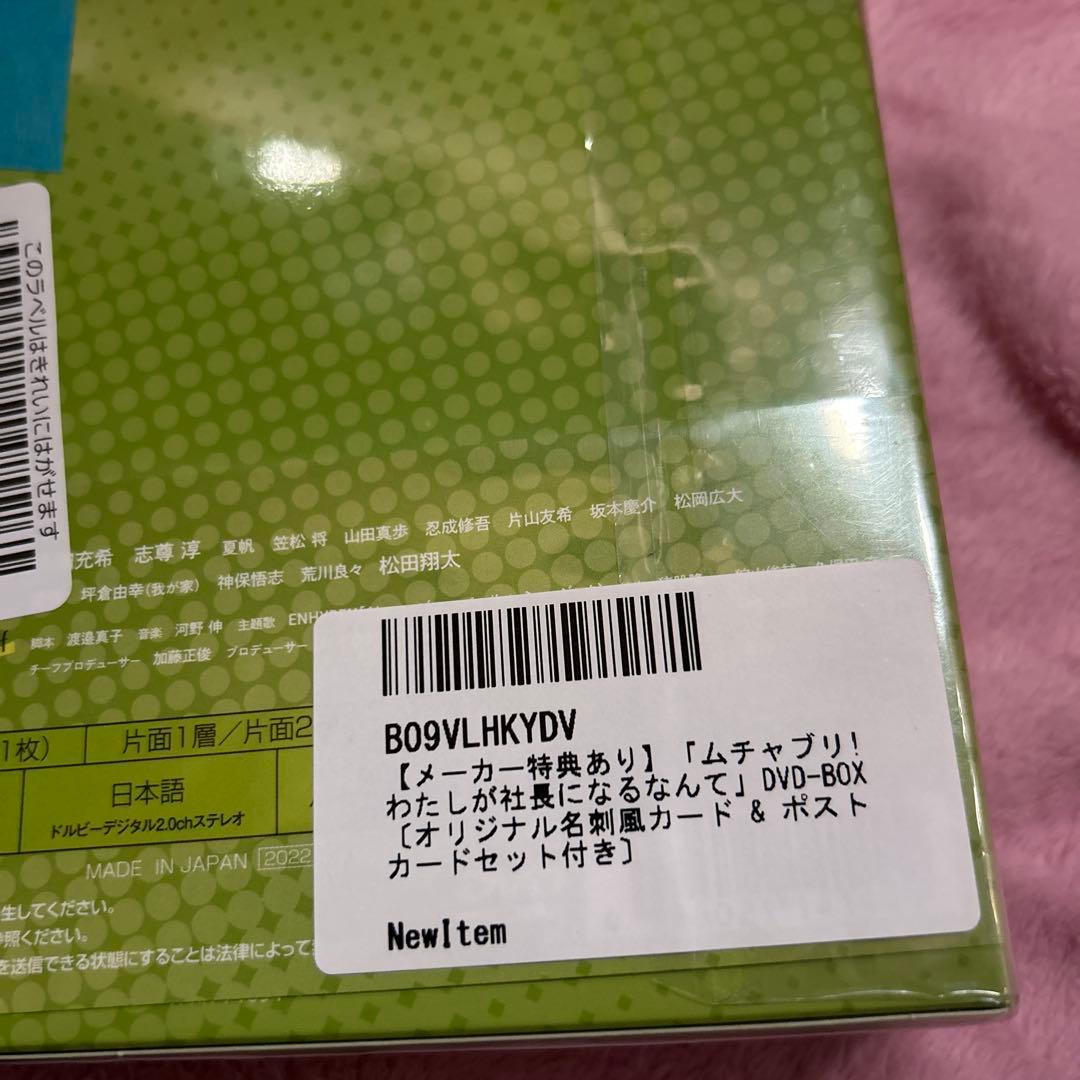 このラベルはきれいにはがせます
充希 志尊 淳 夏帆 笠松 将 山田真歩 忍成修吾 片山友希 坂本慶介 松岡広大
坪倉由幸(我が家) 神保悟志 荒川良々 松田翔太
脚本 渡邉真子 音楽 河野 伸 主題歌
チーフプロデューサー 加藤正俊 プロデューサー
1枚) 片面1層/片面2
日本語
ドルビーデジタル2.0chステレオ
MADE IN JAPAN 2022
生してください。
参照ください。
を送信できる状態にすることは法律によって
B09VLHKYDV
【メーカー特典あり】「ムチャブリ!
わたしが社長になるなんて」DVD-BOX
〔オリジナル名刺風カード & ポスト
カードセット付き〕
NewItem